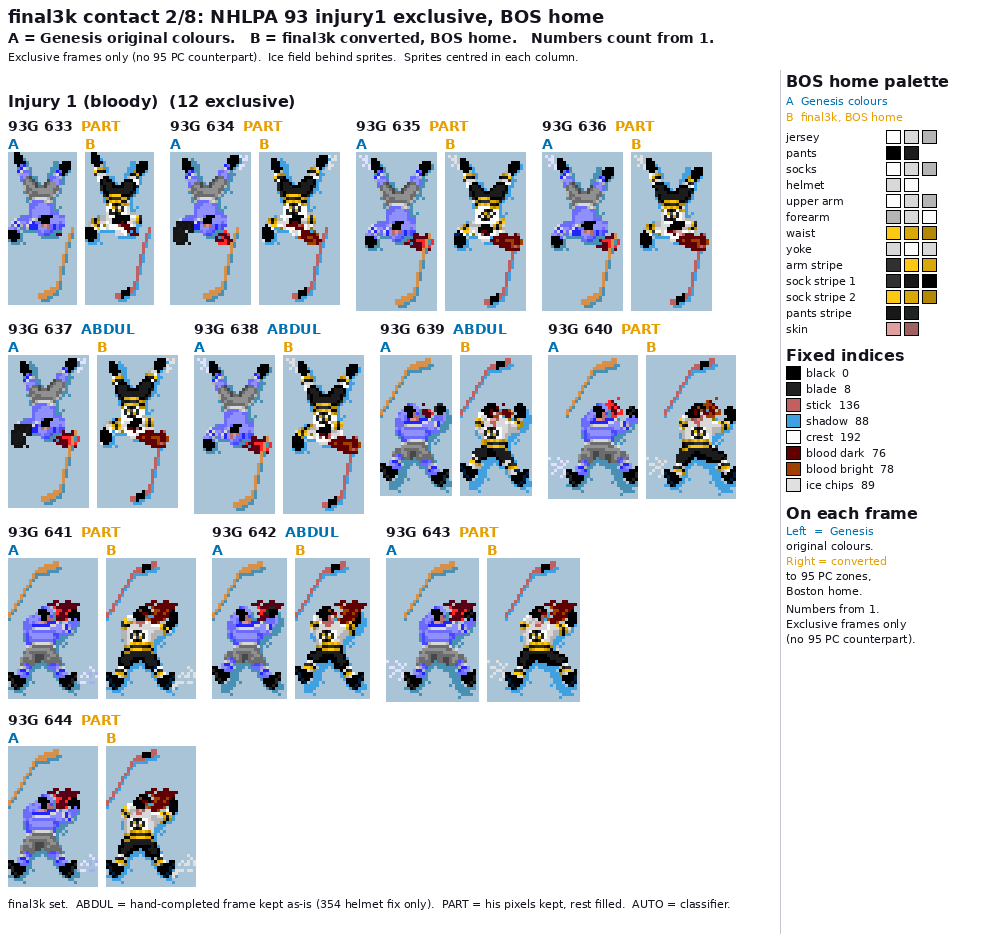 final3k contact 2/8: NHLPA 93 injury1 exclusive, BOS home
A = Genesis original colours.   B = final3k converted, BOS home.   Numbers count from 1.
Exclusive frames only (no 95 PC counterpart).  Ice field behind sprites.  Sprites centred in each column.
Injury 1 (bloody)  (12 exclusive)
93G 633  PART
A B
93G 634  PART
A B
93G 635  PART
A B
93G 636  PART
A B
93G 637  ABDUL
A B
93G 638  ABDUL
A B
93G 639  ABDUL
A B
93G 640  PART
A B
93G 641  PART
A B
93G 642  ABDUL
A B
93G 643  PART
A B
93G 644  PART
A B
final3k set.  ABDUL = hand-completed frame kept as-is (354 helmet fix only).  PART = his pixels kept, rest filled.  AUTO = classifier.
BOS home palette
A  Genesis colours
B  final3k, BOS home
jersey
pants
socks
helmet
upper arm
forearm
waist
yoke
arm stripe
sock stripe 1
sock stripe 2
pants stripe
skin
Fixed indices
black  0
blade  8
stick  136
shadow  88
crest  192
blood dark  76
blood bright  78
ice chips  89
On each frame
Left  =  Genesis
original colours.
Right = converted
to 95 PC zones,
Boston home.
Numbers from 1.
Exclusive frames only
(no 95 PC counterpart).